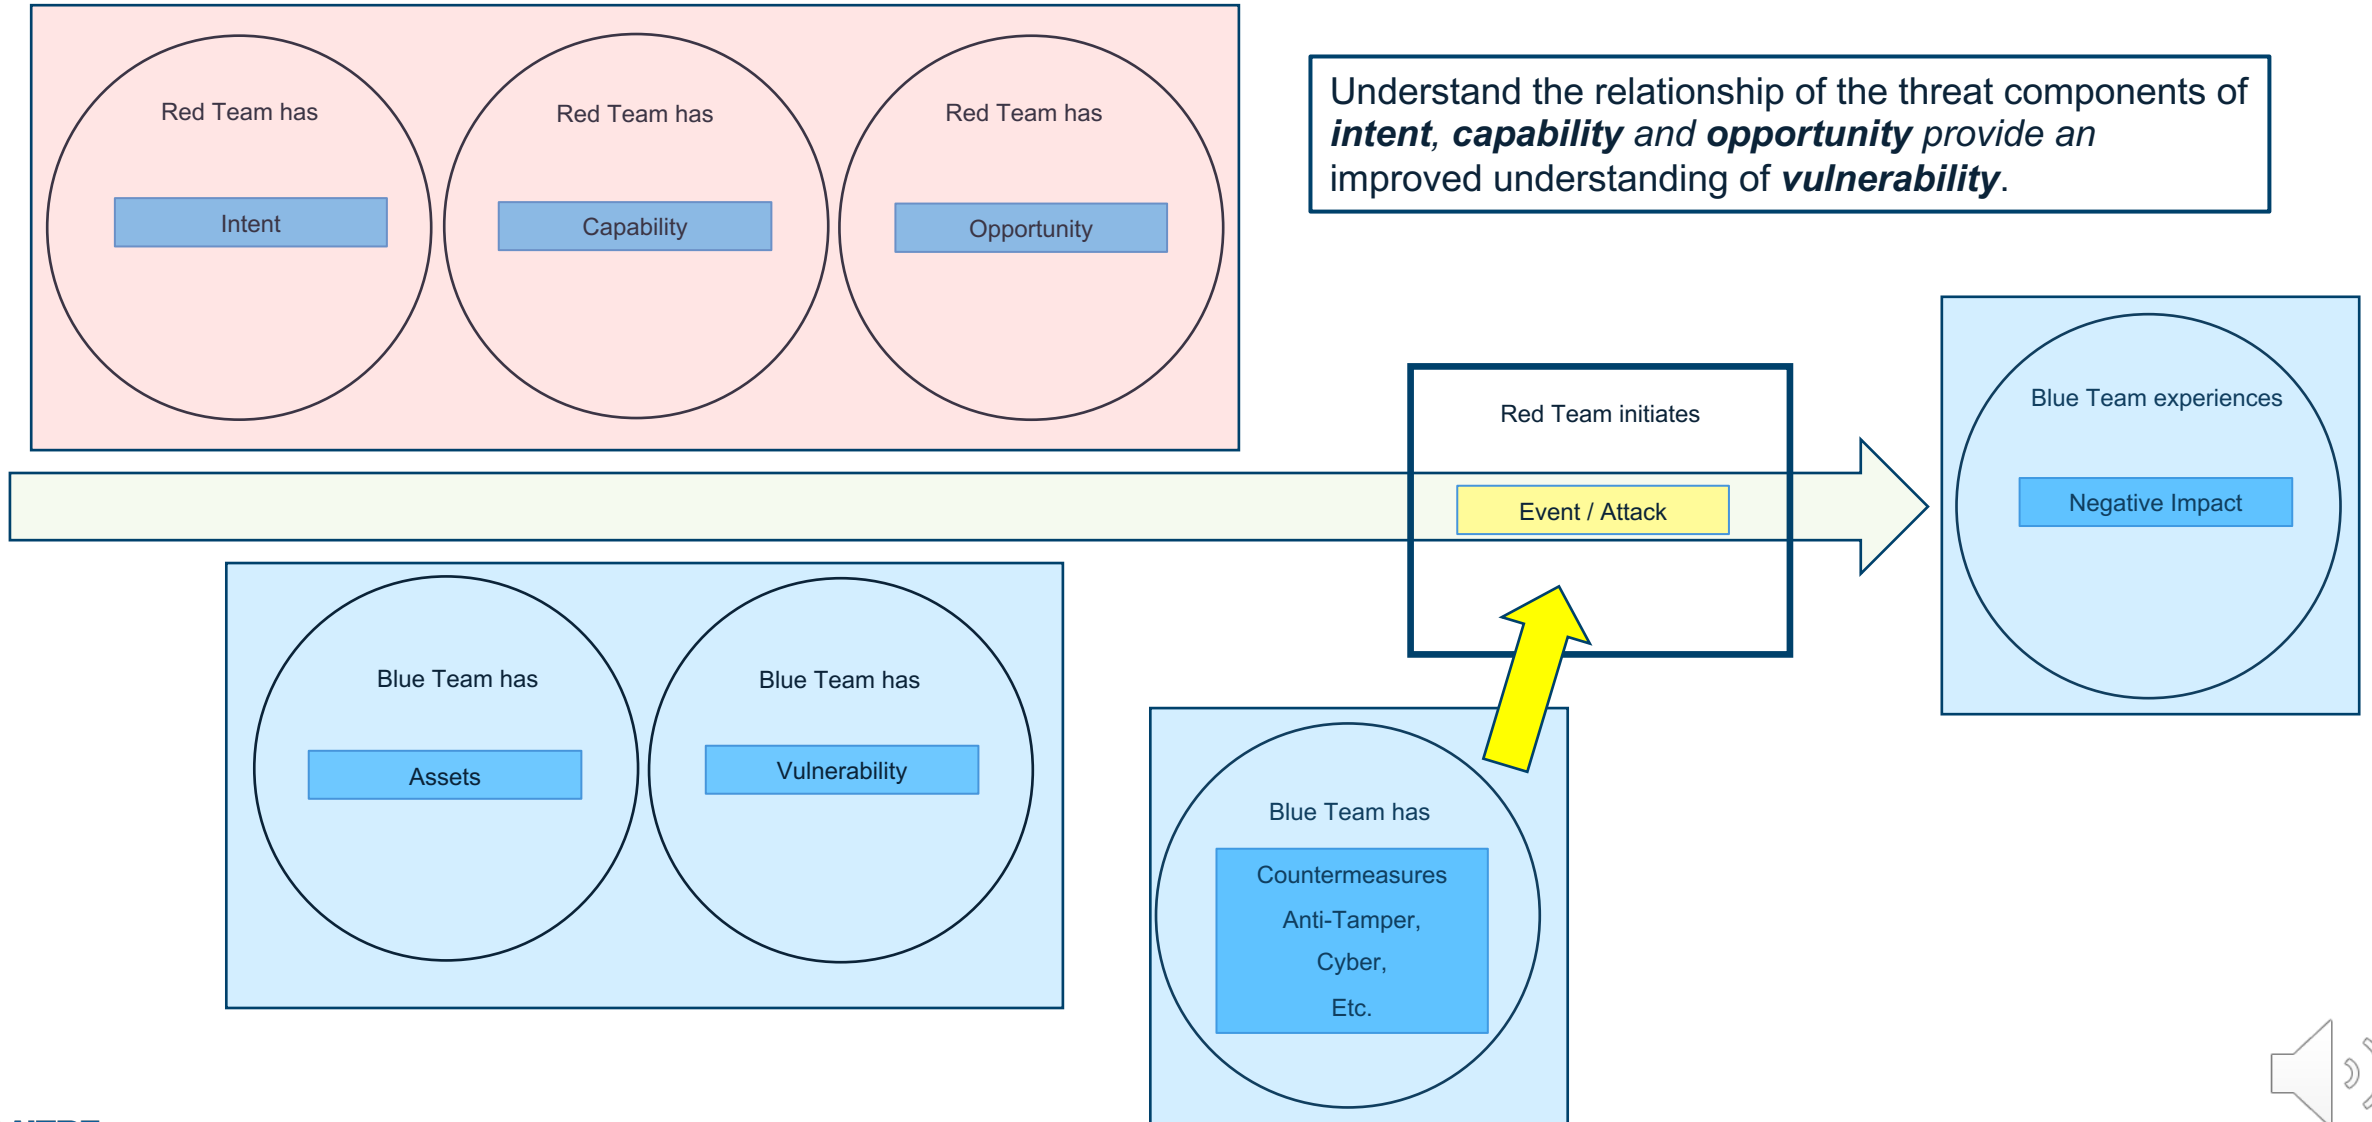 Red Team has
Intent
Red Team has
Capability
Red Team has
Opportunity
Understand the relationship of the threat components of
intent, capability and opportunity provide an
improved understanding of vulnerability.
Red Team initiates
Event / Attack
Blue Team experiences
Negative Impact
Blue Team has
Assets
Blue Team has
Vulnerability
Blue Team has
Countermeasures
Anti-Tamper,
Cyber,
Etc.